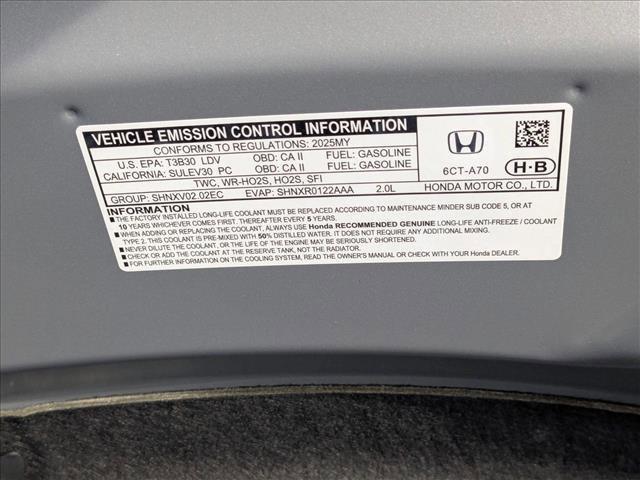 VEHICLE EMISSION CONTROL INFORMATION
CONFORMS TO REGULATIONS: 2025MY
U.S. EPA: T3B30 LDV OBD: CA II FUEL: GASOLINE
CALIFORNIA: SULEV30 PC OBD: CA II FUEL: GASOLINE
TWC, WR-HO2S, HO2S, SFI
GROUP: SHNXV02.02EC EVAP: SHNXR0122AAA 2.0L
6CT-A70
H·B
HONDA MOTOR CO., LTD.
INFORMATION
■THE FACTORY INSTALLED LONG-LIFE COOLANT MUST BE REPLACED ACCORDING TO MAINTENANCE MINDER SUB CODE 5, OR AT
10 YEARS WHICHEVER COMES FIRST. THEREAFTER EVERY 5 YEARS.
■WHEN ADDING OR REPLACING THE COOLANT, ALWAYS USE Honda RECOMMENDED GENUINE LONG-LIFE ANTI-FREEZE / COOLANT
TYPE 2. THIS COOLANT IS PRE-MIXED WITH 50% DISTILLED WATER. IT DOES NOT REQUIRE ANY ADDITIONAL MIXING.
■NEVER DILUTE THE COOLANT, OR THE LIFE OF THE ENGINE MAY BE SERIOUSLY SHORTENED.
■CHECK OR ADD THE COOLANT AT THE RESERVE TANK, NOT THE RADIATOR.
■FOR FURTHER INFORMATION ON THE COOLING SYSTEM, READ THE OWNER'S MANUAL OR CHECK WITH YOUR Honda DEALER.